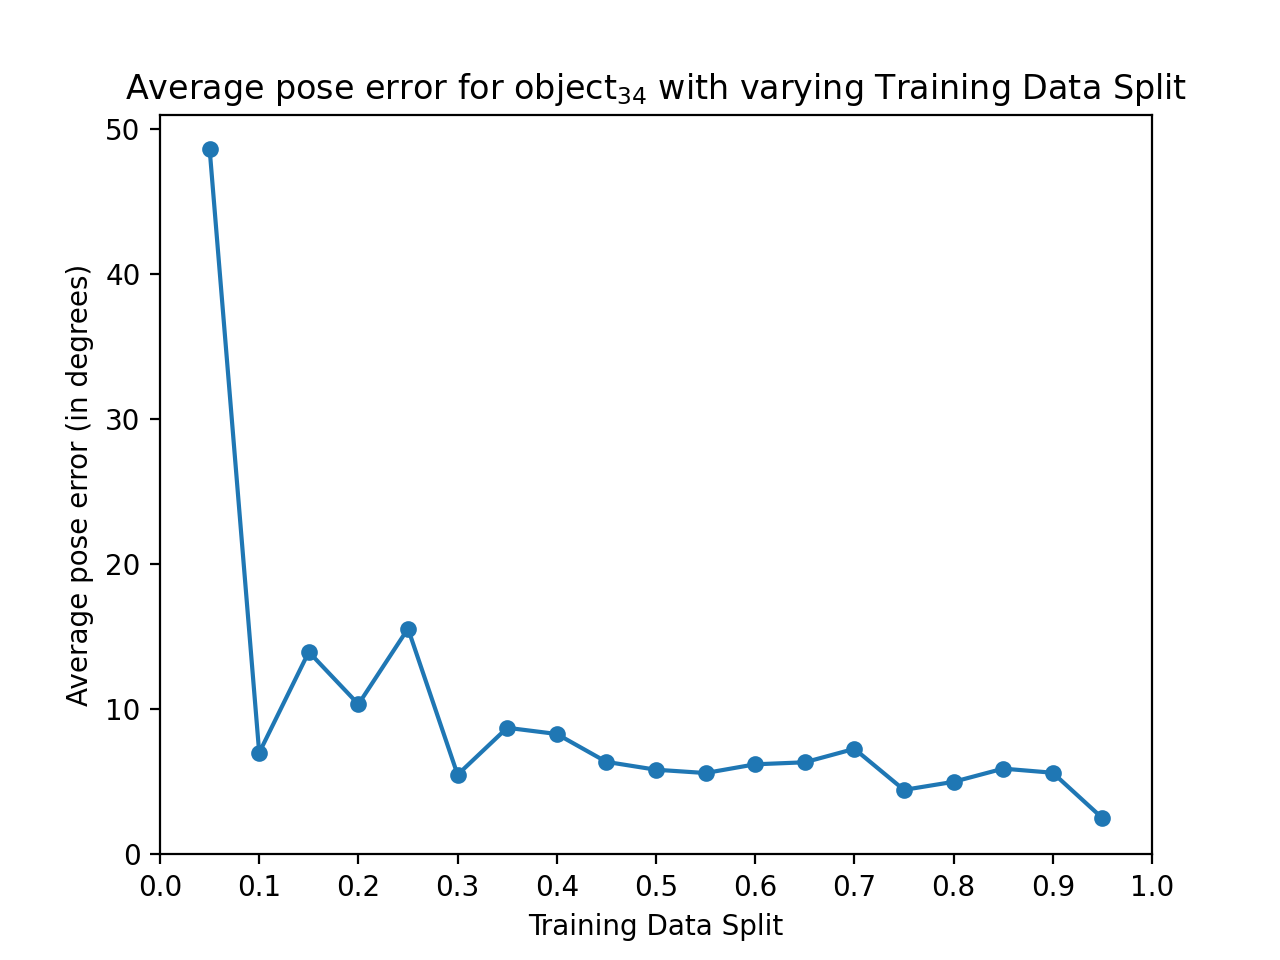 Average pose error for object₃₄ with varying Training Data Split
50
40
30
20
10
0
Average pose error (in degrees)
0.0 0.1 0.2 0.3 0.4 0.5 0.6 0.7 0.8 0.9 1.0
Training Data Split